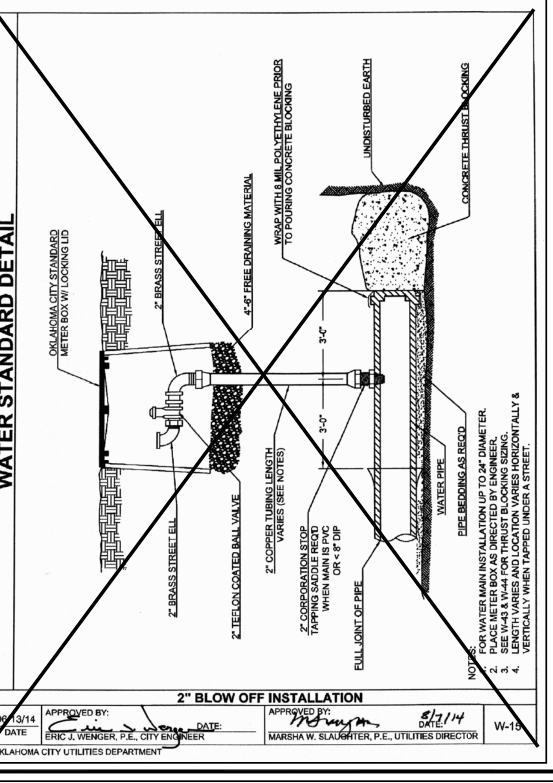 WATER STANDARD DETAIL
OKLAHOMA CITY STANDARD
METER BOX W/ LOCKING LID
2" BRASS STREET ELL
4"-6" FREE DRAINING MATERIAL
WRAP WITH 8 MIL POLYETHYLENE PRIOR
TO POURING CONCRETE BLOCKING
UNDISTURBED EARTH
CONCRETE THRUST BLOCKING
3'-0"
3'-0"
2" BRASS STREET ELL
2" TEFLON COATED BALL VALVE
2" COPPER TUBING LENGTH
VARIES (SEE NOTES)
2" CORPORATION STOP
TAPPING SADDLE REQ'D
WHEN MAIN IS PVC
OR < 8" DIP
FULL JOINT OF PIPE
WATER PIPE
PIPE BEDDING AS REQ'D
NOTES:
1. FOR WATER MAIN INSTALLATION UP TO 24" DIAMETER.
2. PLACE METER BOX AS DIRECTED BY ENGINEER.
3. SEE W-43 & W-44 FOR THRUST BLOCKING SIZING.
4. LENGTH VARIES AND LOCATION VARIES HORIZONTALLY &
VERTICALLY WHEN TAPPED UNDER A STREET.
2" BLOW OFF INSTALLATION
/13/14
DATE
APPROVED BY:
DATE:
ERIC J. WENGER, P.E., CITY ENGINEER
APPROVED BY:
DATE:
8/7/14
MARSHA W. SLAUGHTER, P.E., UTILITIES DIRECTOR
W-15
KLAHOMA CITY UTILITIES DEPARTMENT